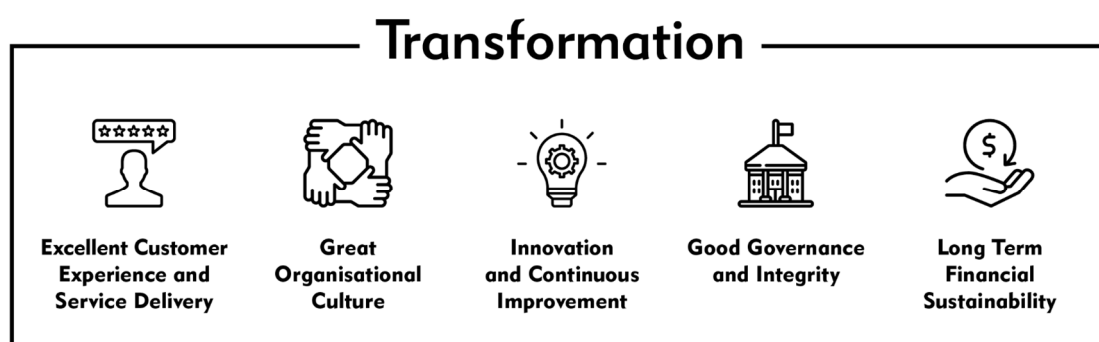 Transformation
Excellent Customer
Experience and
Service Delivery
Great
Organisational
Culture
Innovation
and Continuous
Improvement
Good Governance
and Integrity
$
Long Term
Financial
Sustainability